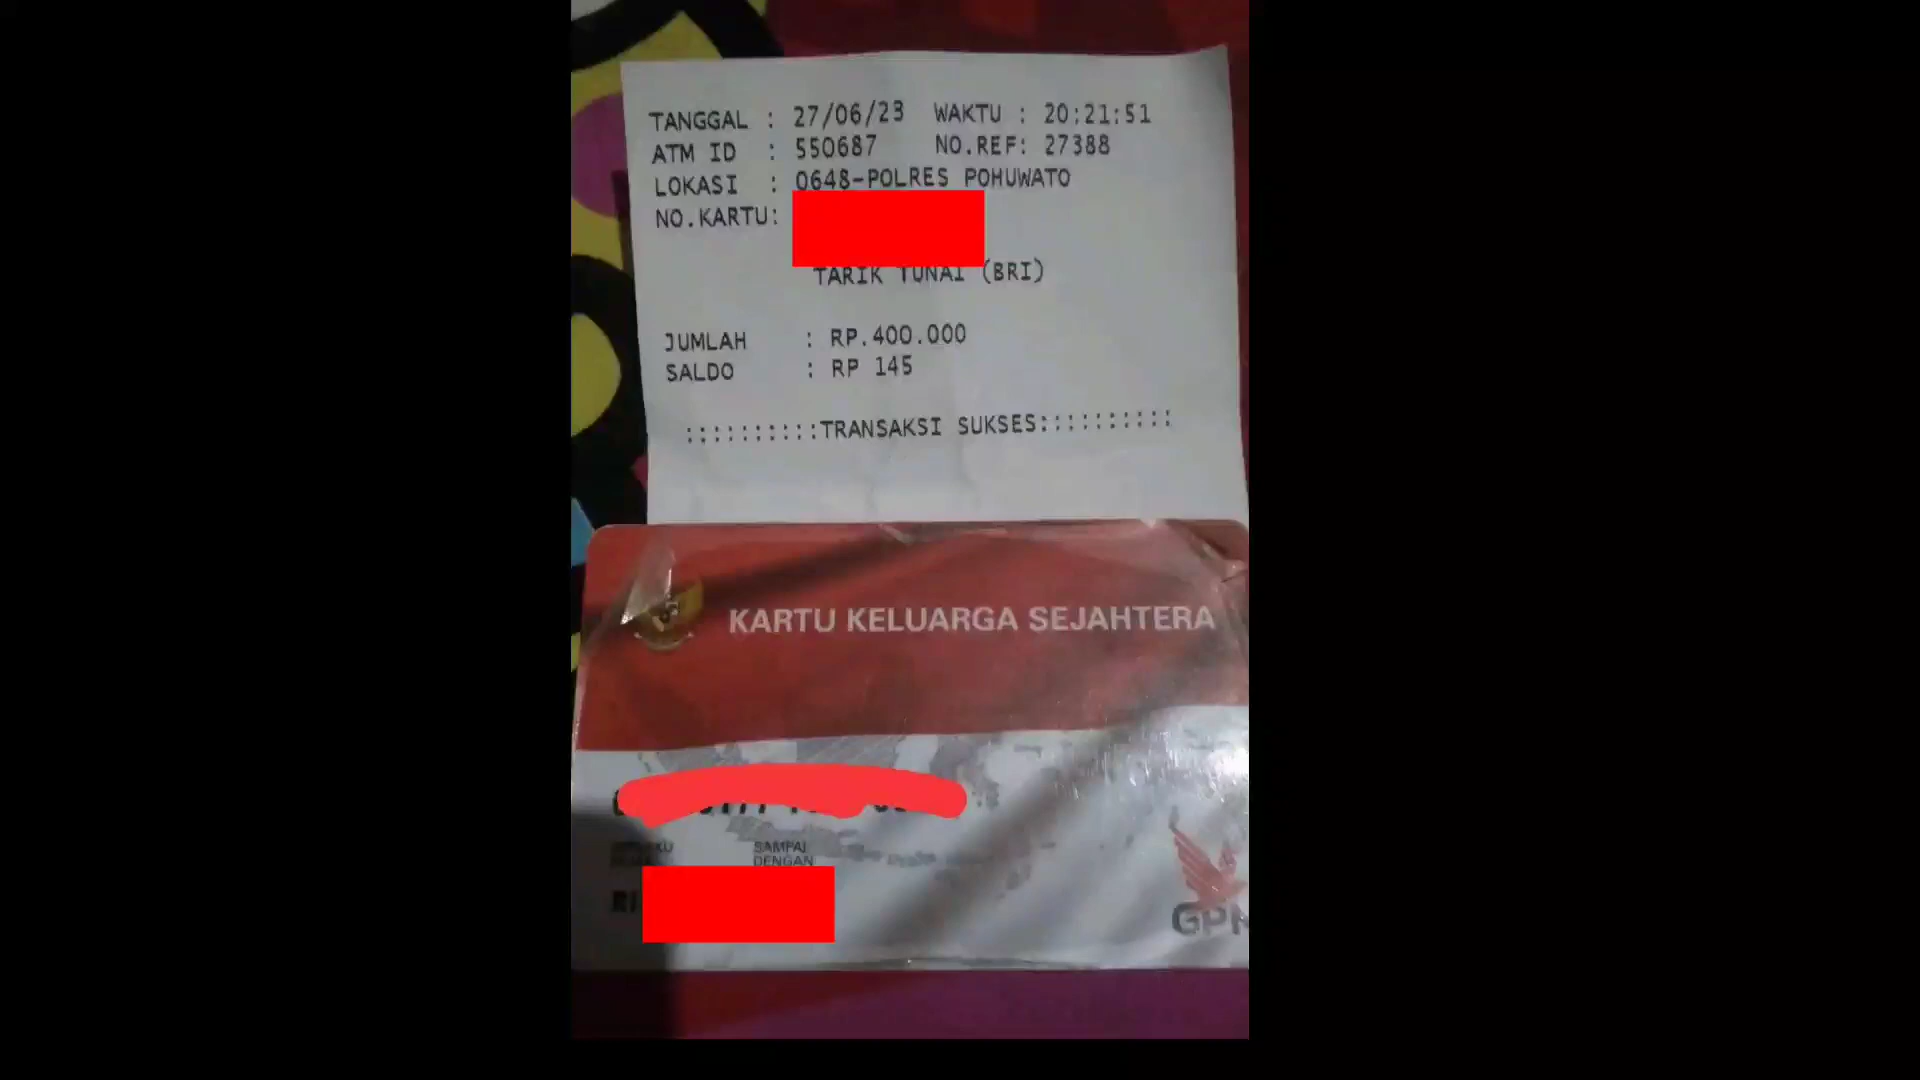 TANGGAL : 27/06/23 WAKTU : 20:21:51
ATM ID : 550687 NO.REF: 27388
LOKASI : 0648-POLRES POHUWATO
NO.KARTU:
TARIK TUNAI (BRI)
JUMLAH : RP.400.000
SALDO : RP 145
::::::::::TRANSAKSI SUKSES::::::::::
KARTU KELUARGA SEJAHTERA
SAMPAI
DENGAN
GPN